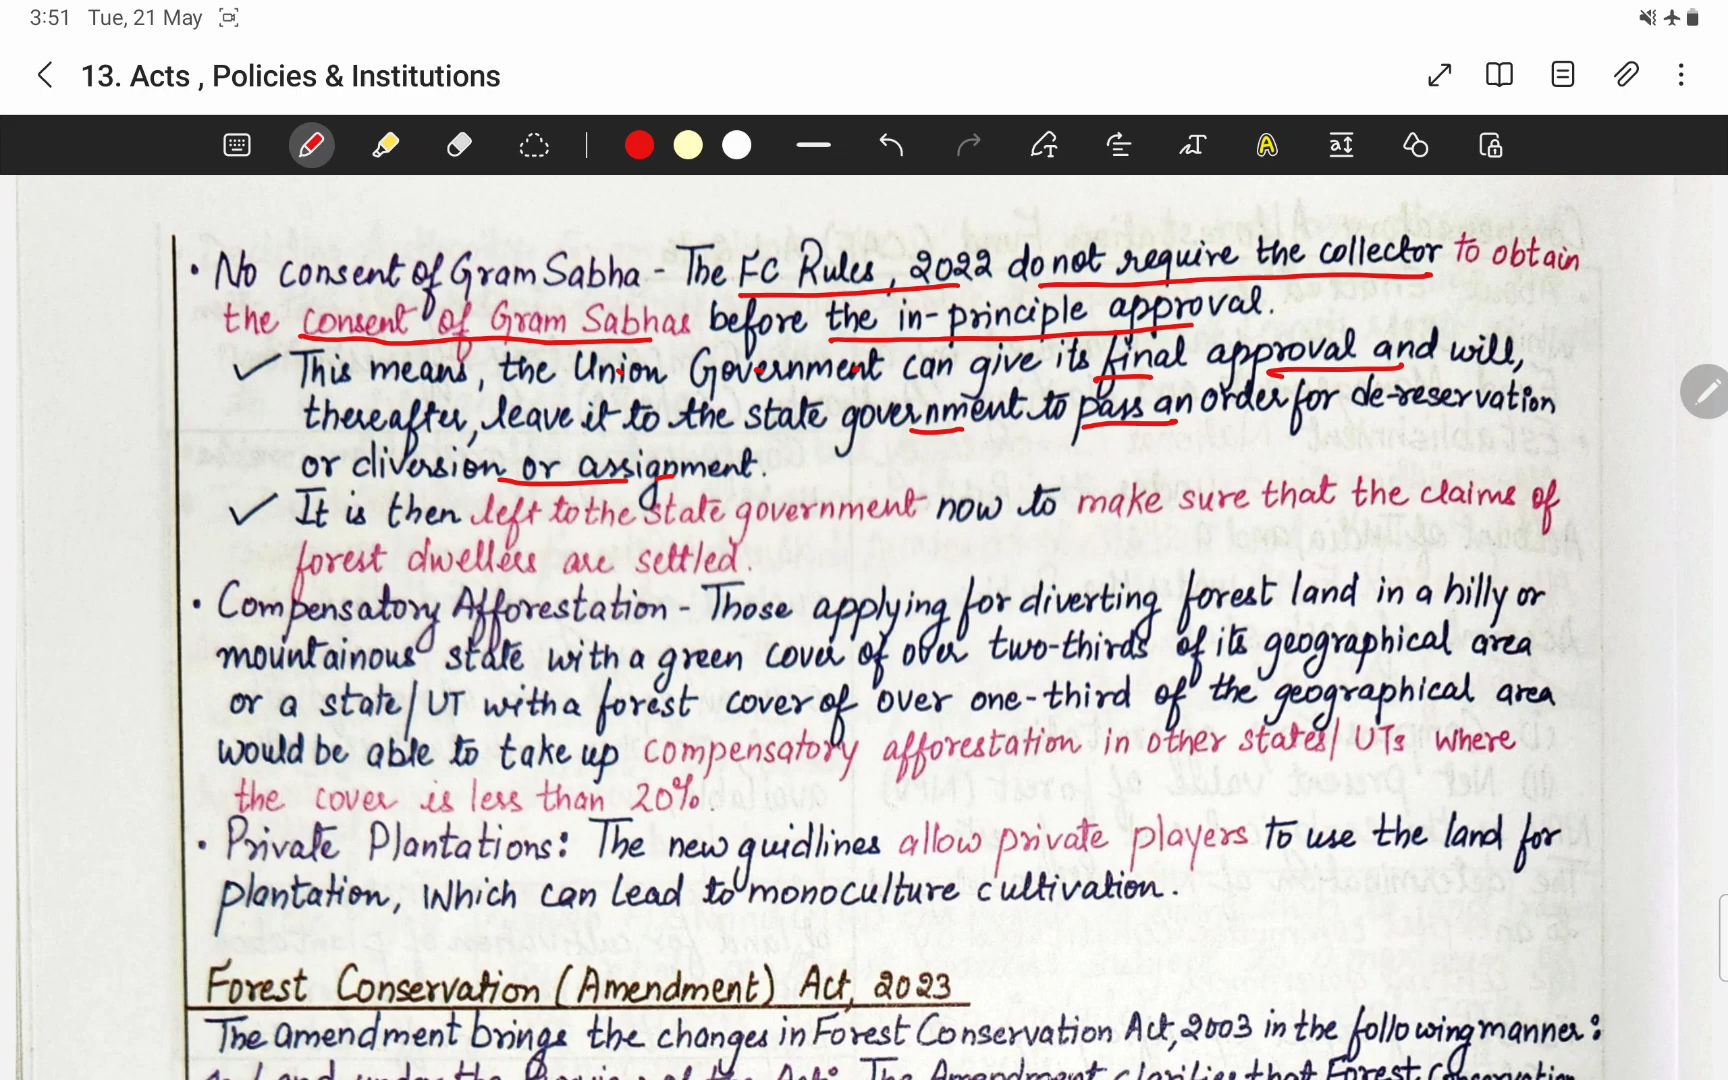 3:51 Tue, 21 May
13. Acts , Policies & Institutions
• No consent of Gram Sabha - The FC Rules, 2022 do not require the collector to obtain
the consent of Gram Sabhas before the in-principle approval.
✓ This means, the Union Government can give its final approval and will,
thereafter, leave it to the state government to pass an order for de-reservation
or diversion or assignment.
✓ It is then left to the state government now to make sure that the claims of
forest dwellers are settled.
• Compensatory Afforestation - Those applying for diverting forest land in a hilly or
mountainous state with a green cover of over two-thirds of its geographical area
or a state/UT with a forest cover of over one-third of the geographical area
would be able to take up compensatory afforestation in other states/UTs where
the cover is less than 20%.
• Private Plantations: The new guidlines allow private players to use the land for
plantation, which can lead to monoculture cultivation.
Forest Conservation (Amendment) Act, 2023
The amendment brings the changes in Forest Conservation Act, 2003 in the following manner:
The Amendment clarifies that Forest Conservation